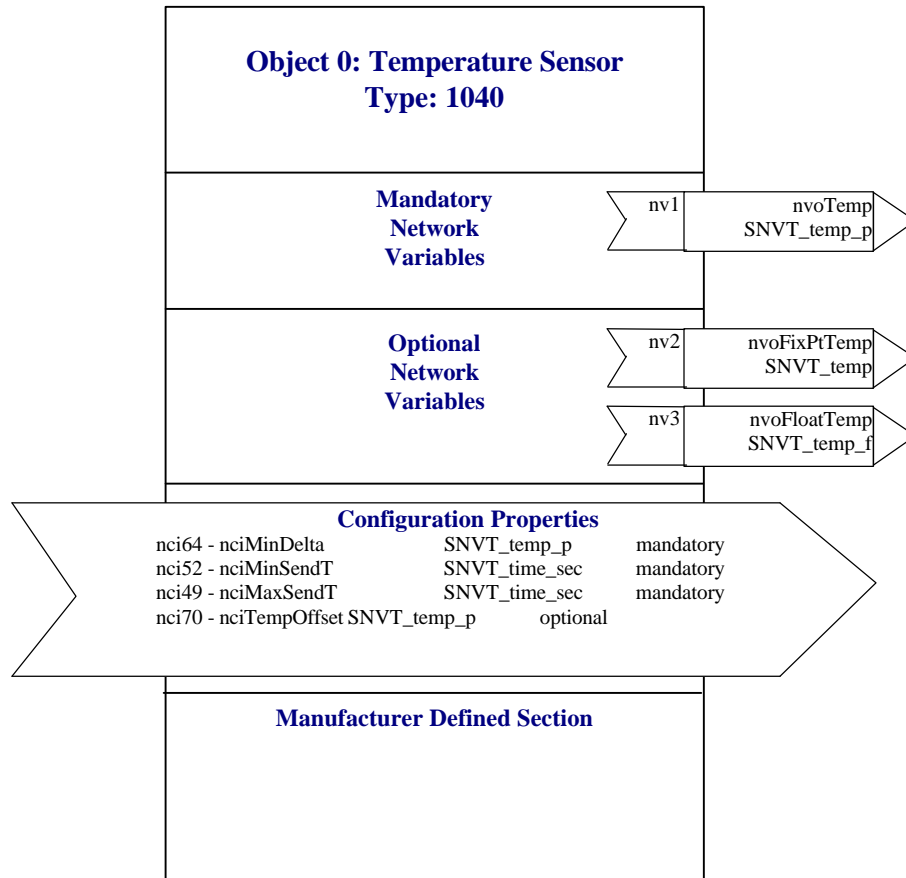 Object 0: Temperature Sensor
Type: 1040
Mandatory
Network
Variables
nv1
nvoTemp
SNVT_temp_p
Optional
Network
Variables
nv2
nvoFixPtTemp
SNVT_temp
nv3
nvoFloatTemp
SNVT_temp_f
Configuration Properties
nci64 - nciMinDelta SNVT_temp_p mandatory
nci52 - nciMinSendT SNVT_time_sec mandatory
nci49 - nciMaxSendT SNVT_time_sec mandatory
nci70 - nciTempOffset SNVT_temp_p optional
Manufacturer Defined Section